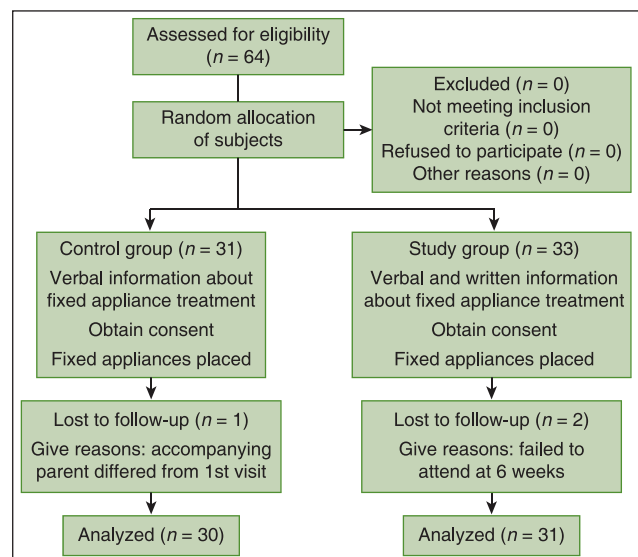 Assessed for eligibility
(n = 64)
Random allocation
of subjects
Excluded (n = 0)
Not meeting inclusion
criteria (n = 0)
Refused to participate (n = 0)
Other reasons (n = 0)
Control group (n = 31)
Verbal information about
fixed appliance treatment
Obtain consent
Fixed appliances placed
Study group (n = 33)
Verbal and written information
about fixed appliance treatment
Obtain consent
Fixed appliances placed
Lost to follow-up (n = 1)
Give reasons: accompanying
parent differed from 1st visit
Lost to follow-up (n = 2)
Give reasons: failed to
attend at 6 weeks
Analyzed (n = 30)
Analyzed (n = 31)